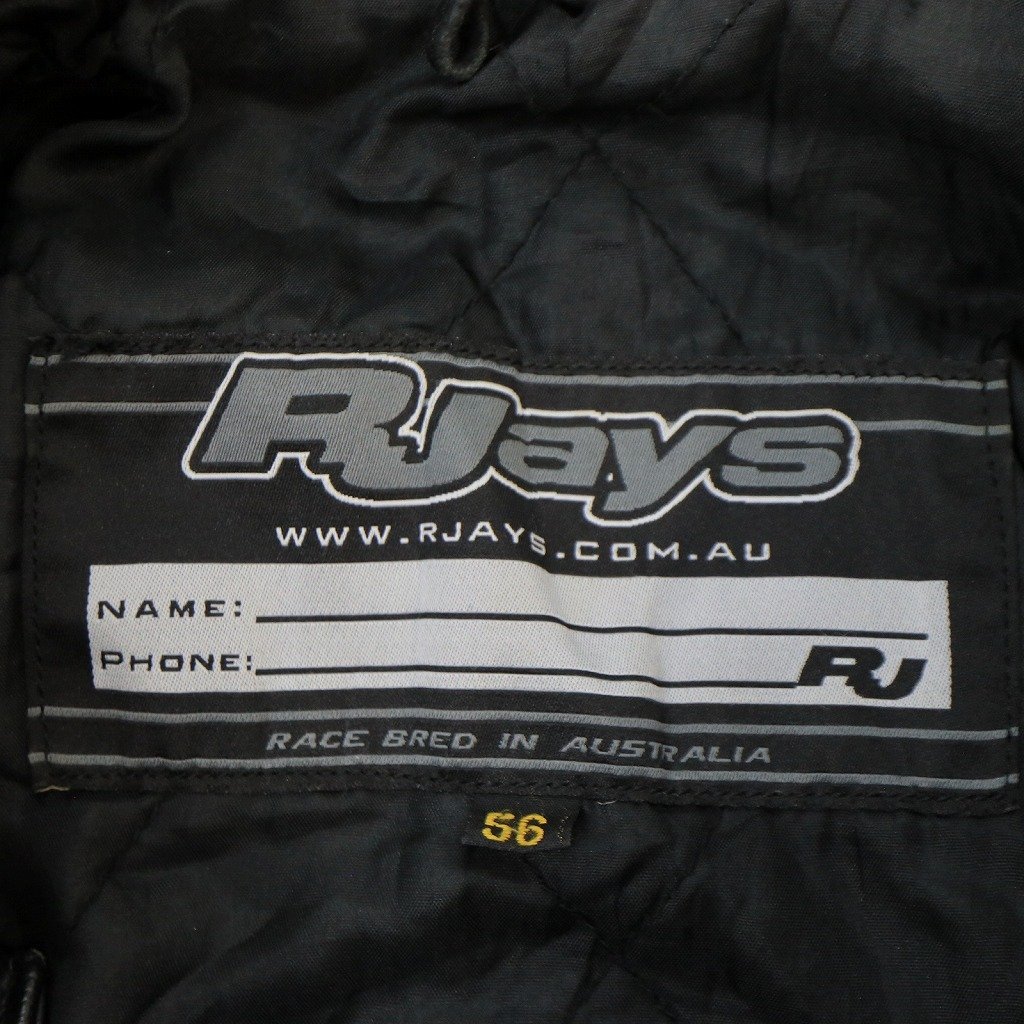 RJays
WWW.RJAYS.COM.AU
NAME:
PHONE:
RJ
RACE BRED IN AUSTRALIA
56